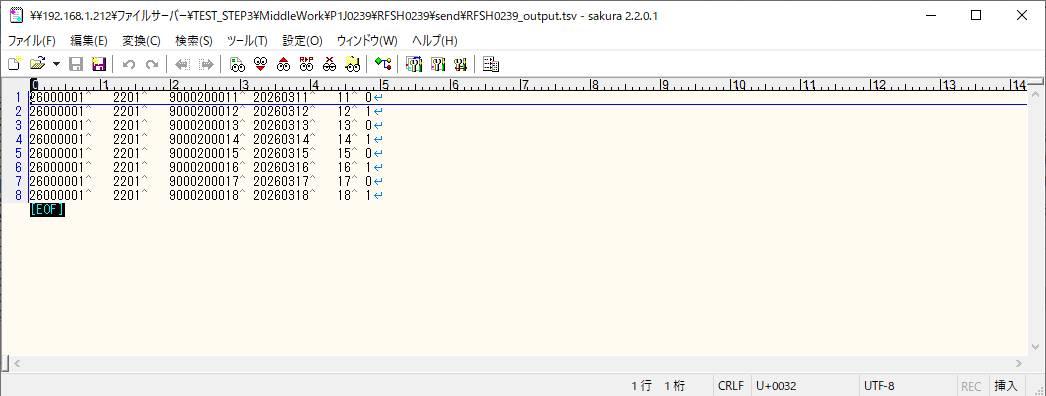 ¥¥192.168.1.212¥ファイルサーバー¥TEST_STEP3¥MiddleWork¥P1J0239¥RFSH0239¥send¥RFSH0239_output.tsv - sakura 2.2.0.1
ファイル(F) 編集(E) 変換(C) 検索(S) ツール(T) 設定(O) ウィンドウ(W) ヘルプ(H)
0 1 2 3 4 5 6 7 8 9 10 11 12 13 14
1 26000001^ 2201^ 9000200011^ 20260311^ 11^ 0↵
2 26000001^ 2201^ 9000200012^ 20260312^ 12^ 1↵
3 26000001^ 2201^ 9000200013^ 20260313^ 13^ 0↵
4 26000001^ 2201^ 9000200014^ 20260314^ 14^ 1↵
5 26000001^ 2201^ 9000200015^ 20260315^ 15^ 0↵
6 26000001^ 2201^ 9000200016^ 20260316^ 16^ 1↵
7 26000001^ 2201^ 9000200017^ 20260317^ 17^ 0↵
8 26000001^ 2201^ 9000200018^ 20260318^ 18^ 1↵
[EOF]
1 行 1 桁 CRLF U+0032 UTF-8 REC 挿入